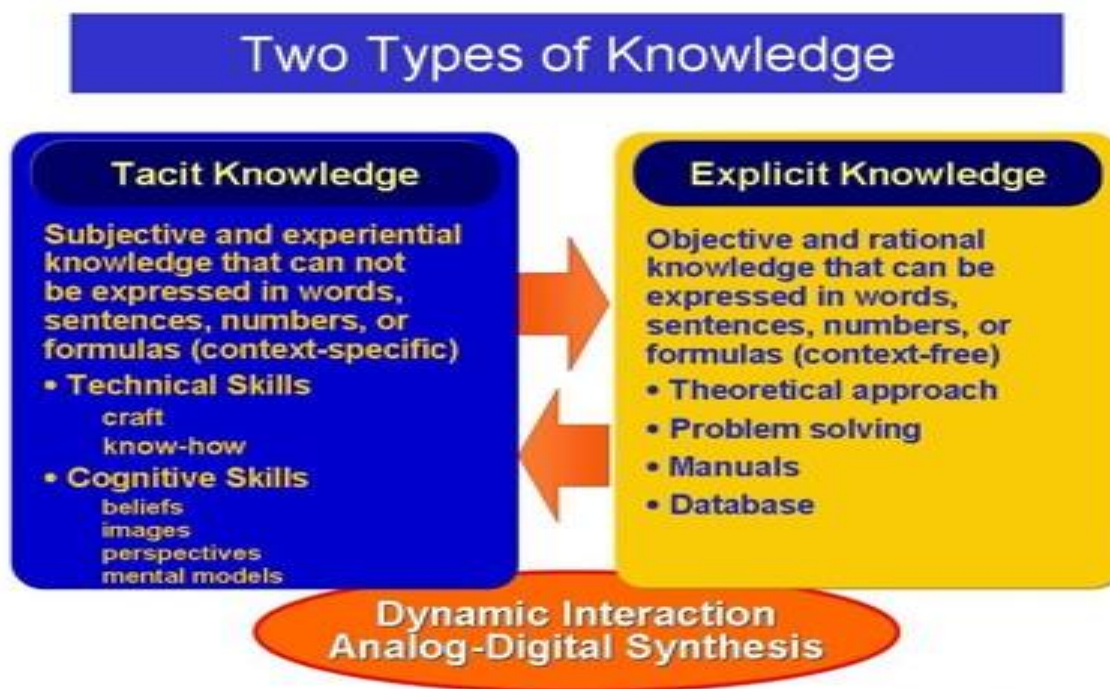 Two Types of Knowledge
Tacit Knowledge
Subjective and experiential
knowledge that can not
be expressed in words,
sentences, numbers, or
formulas (context-specific)
• Technical Skills
craft
know-how
• Cognitive Skills
beliefs
images
perspectives
mental models
Explicit Knowledge
Objective and rational
knowledge that can be
expressed in words,
sentences, numbers, or
formulas (context-free)
• Theoretical approach
• Problem solving
• Manuals
• Database
Dynamic Interaction
Analog-Digital Synthesis